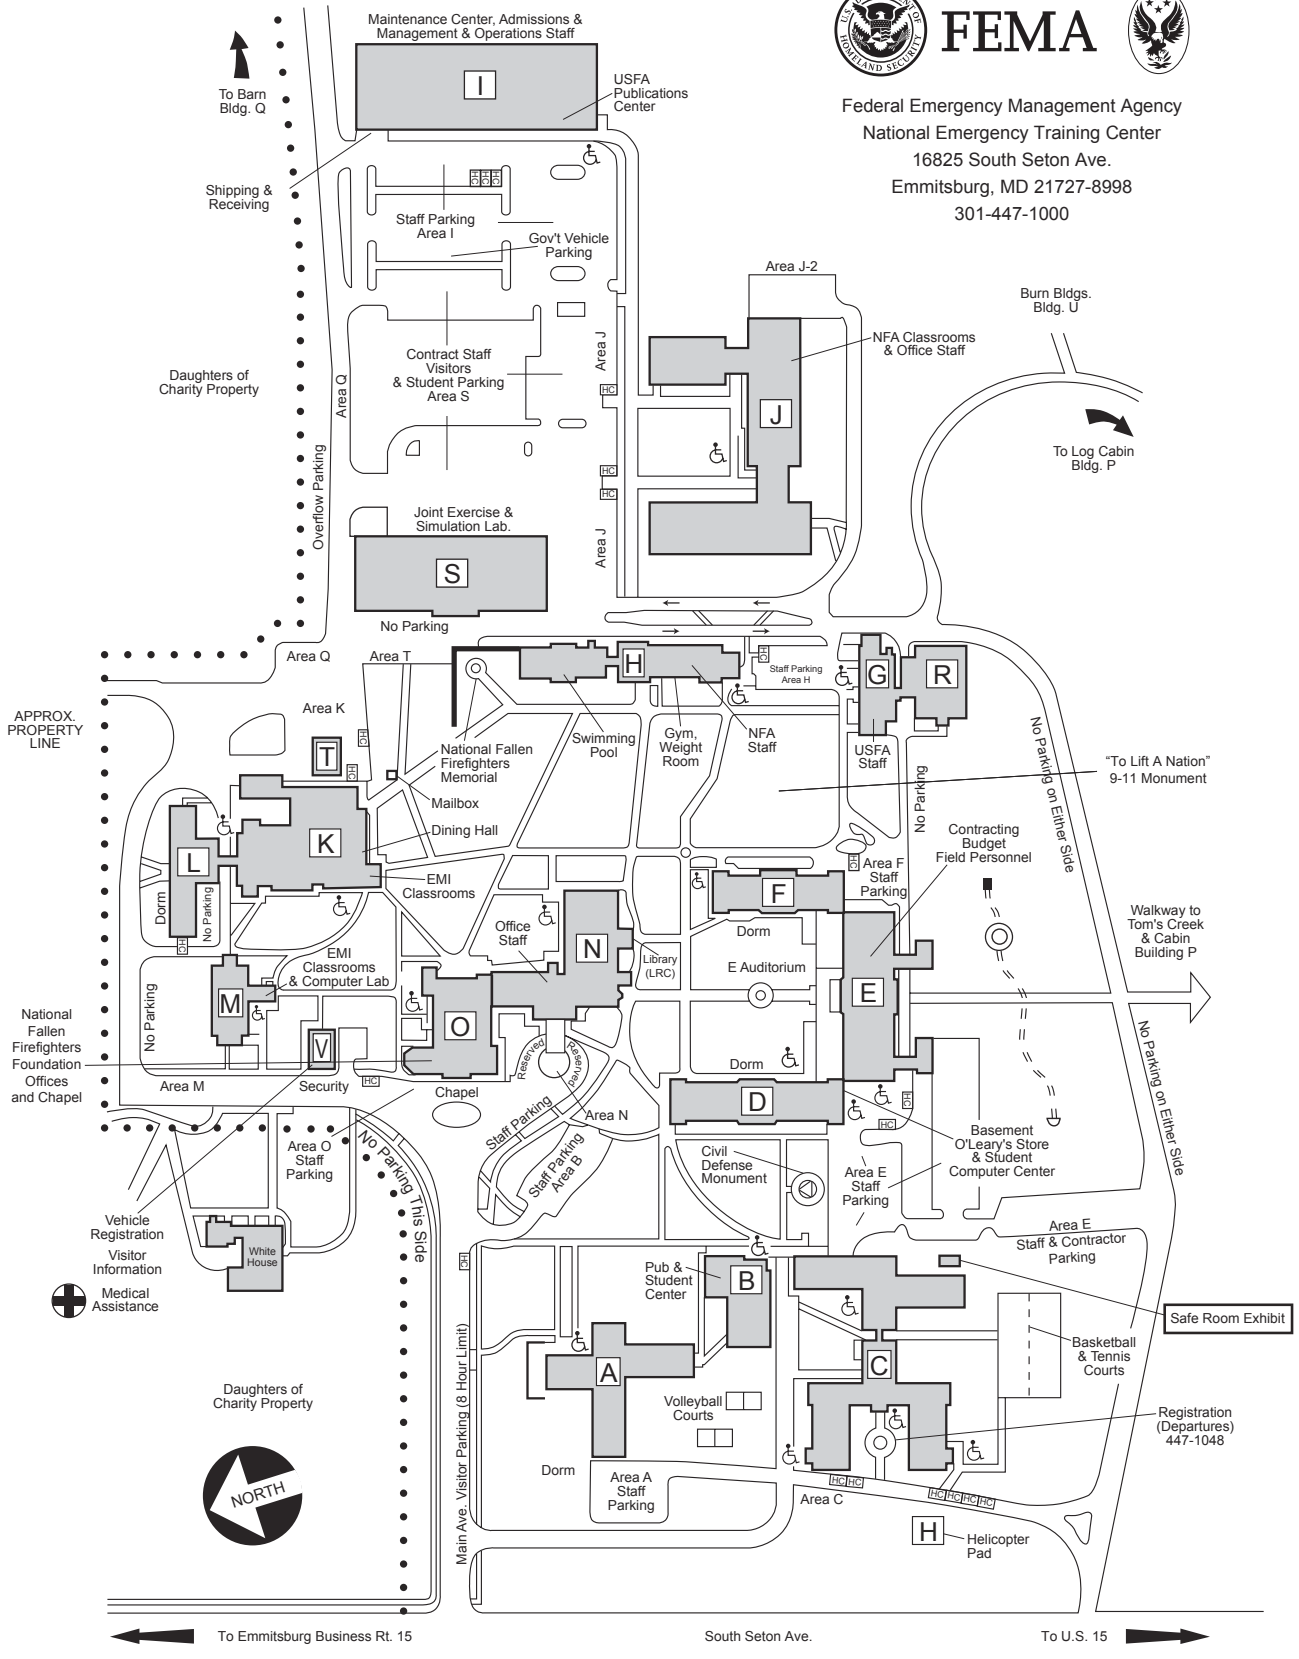 Maintenance Center, Admissions &
Management & Operations Staff
I
USFA
Publications
Center
To Barn
Bldg. Q
Shipping &
Receiving
HC HC HC
Staff Parking
Area I
Gov't Vehicle
Parking
U.S. DEPARTMENT OF
HOMELAND SECURITY
FEMA
Federal Emergency Management Agency
National Emergency Training Center
16825 South Seton Ave.
Emmitsburg, MD 21727-8998
301-447-1000
Area J-2
Burn Bldgs.
Bldg. U
NFA Classrooms
& Office Staff
J
Area J
HC
HC
HC
Area J
Contract Staff
Visitors
& Student Parking
Area S
Daughters of
Charity Property
Area Q
Overflow Parking
To Log Cabin
Bldg. P
Joint Exercise &
Simulation Lab.
S
No Parking
Area Q
Area T
H
HC
Staff Parking
Area H
G
R
APPROX.
PROPERTY
LINE
Area K
HC
T
HC
National Fallen
Firefighters
Memorial
Mailbox
Swimming
Pool
Gym,
Weight
Room
NFA
Staff
USFA
Staff
No Parking
No Parking on Either Side
“To Lift A Nation”
9-11 Monument
K
Dining Hall
L
EMI
Classrooms
Dorm
No Parking
HC
HC
Area F
Staff
Parking
Contracting
Budget
Field Personnel
F
Dorm
Office
Staff
N
Library
(LRC)
E Auditorium
E
Walkway to
Tom's Creek
& Cabin
Building P
EMI
Classrooms
& Computer Lab
M
No Parking
National
Fallen
Firefighters
Foundation
Offices
and Chapel
V
O
Reserved
Reserved
Dorm
No Parking on Either Side
Area M
Security
HC
Chapel
Area N
D
HC
HC
Staff Parking
Staff Parking
Area B
Area O
Staff
Parking
No Parking This Side
Civil
Defense
Monument
Basement
O'Leary's Store
& Student
Computer Center
Area E
Staff
Parking
Vehicle
Registration
Visitor
Information
Medical
Assistance
White
House
HC
Area E
Staff & Contractor
Parking
Pub &
Student
Center
B
Safe Room Exhibit
A
C
Basketball
& Tennis
Courts
Main Ave. Visitor Parking (8 Hour Limit)
Volleyball
Courts
Daughters of
Charity Property
Registration
(Departures)
447-1048
NORTH
Dorm
Area A
Staff
Parking
HC HC
Area C
HC HC HC HC
H
Helicopter
Pad
To Emmitsburg Business Rt. 15
South Seton Ave.
To U.S. 15